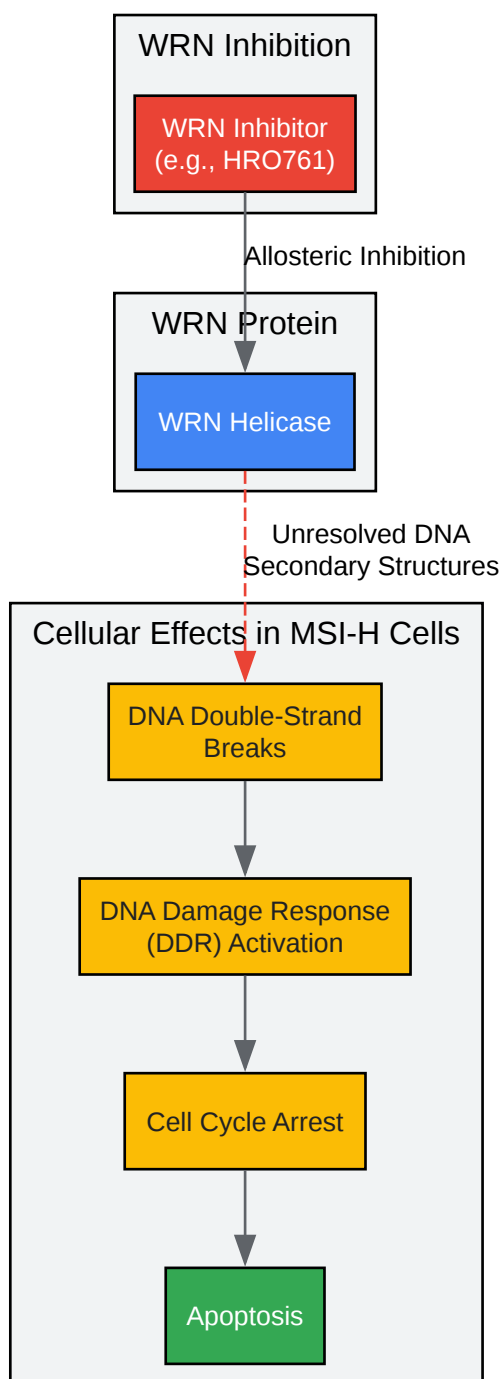 WRN Inhibition
WRN Inhibitor
(e.g., HRO761)
Allosteric Inhibition
WRN Protein
WRN Helicase
Unresolved DNA
Secondary Structures
Cellular Effects in MSI-H Cells
DNA Double-Strand
Breaks
DNA Damage Response
(DDR) Activation
Cell Cycle Arrest
Apoptosis